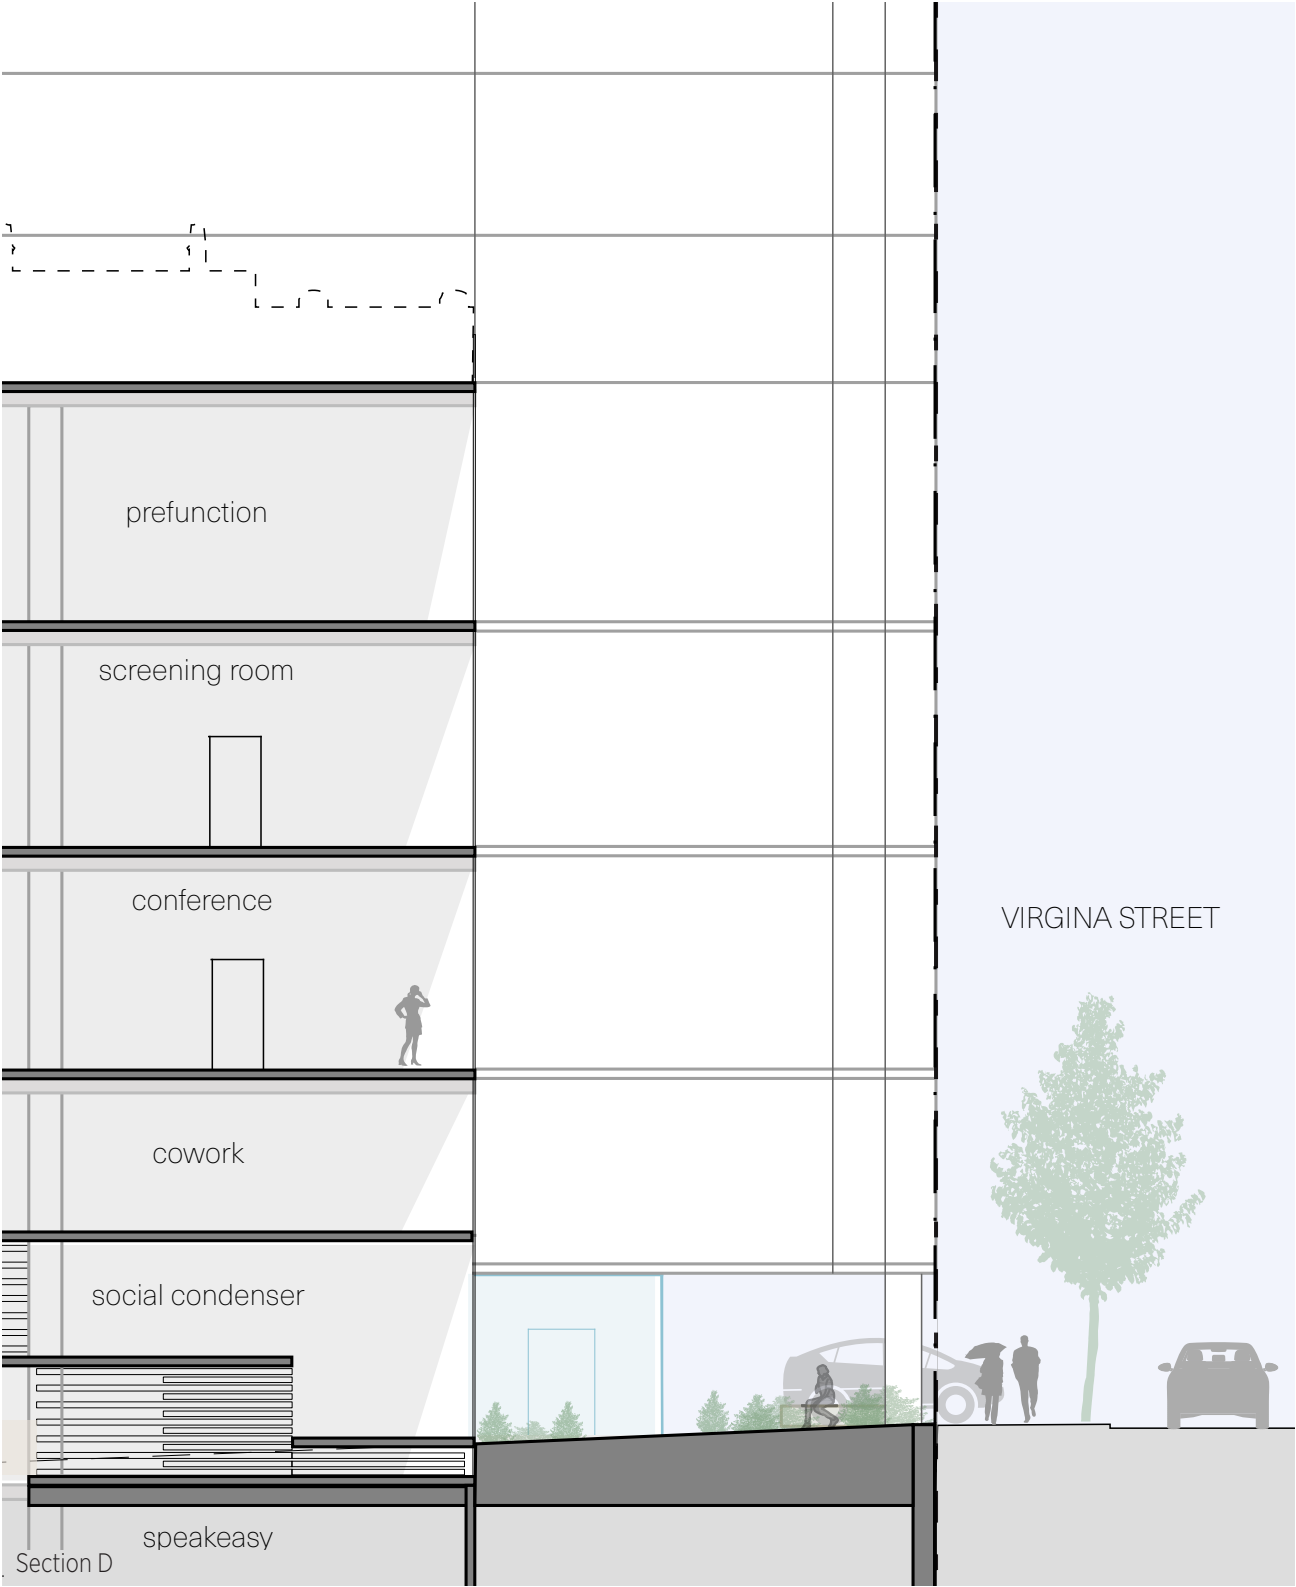 prefunction
screening room
conference
VIRGINA STREET
cowork
social condenser
speakeasy
Section D